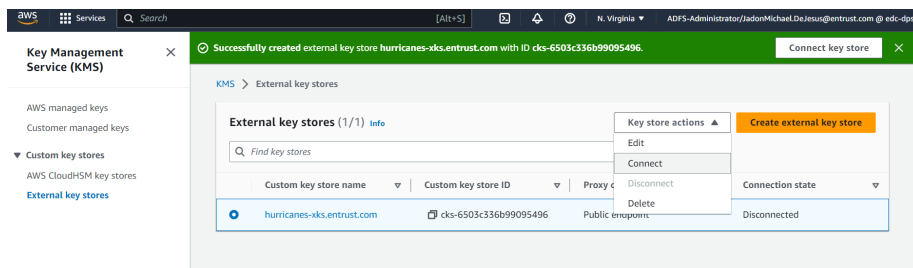 aws Services Search [Alt+S] N. Virginia ▼ ADFS-Administrator/JadonMichael.DeJesus@entrust.com @ edc-dps
Key Management Service (KMS)
AWS managed keys
Customer managed keys
Custom key stores
AWS CloudHSM key stores
External key stores
Successfully created external key store hurricanes-xks.entrust.com with ID cks-6503c336b99095496. Connect key store
KMS > External key stores
External key stores (1/1) Info Key store actions ▲ Create external key store
Find key stores
Edit
Connect
Disconnect
Delete
Custom key store name Custom key store ID Proxy c Connection state
hurricanes-xks.entrust.com cks-6503c336b99095496 Public endpoint Disconnected